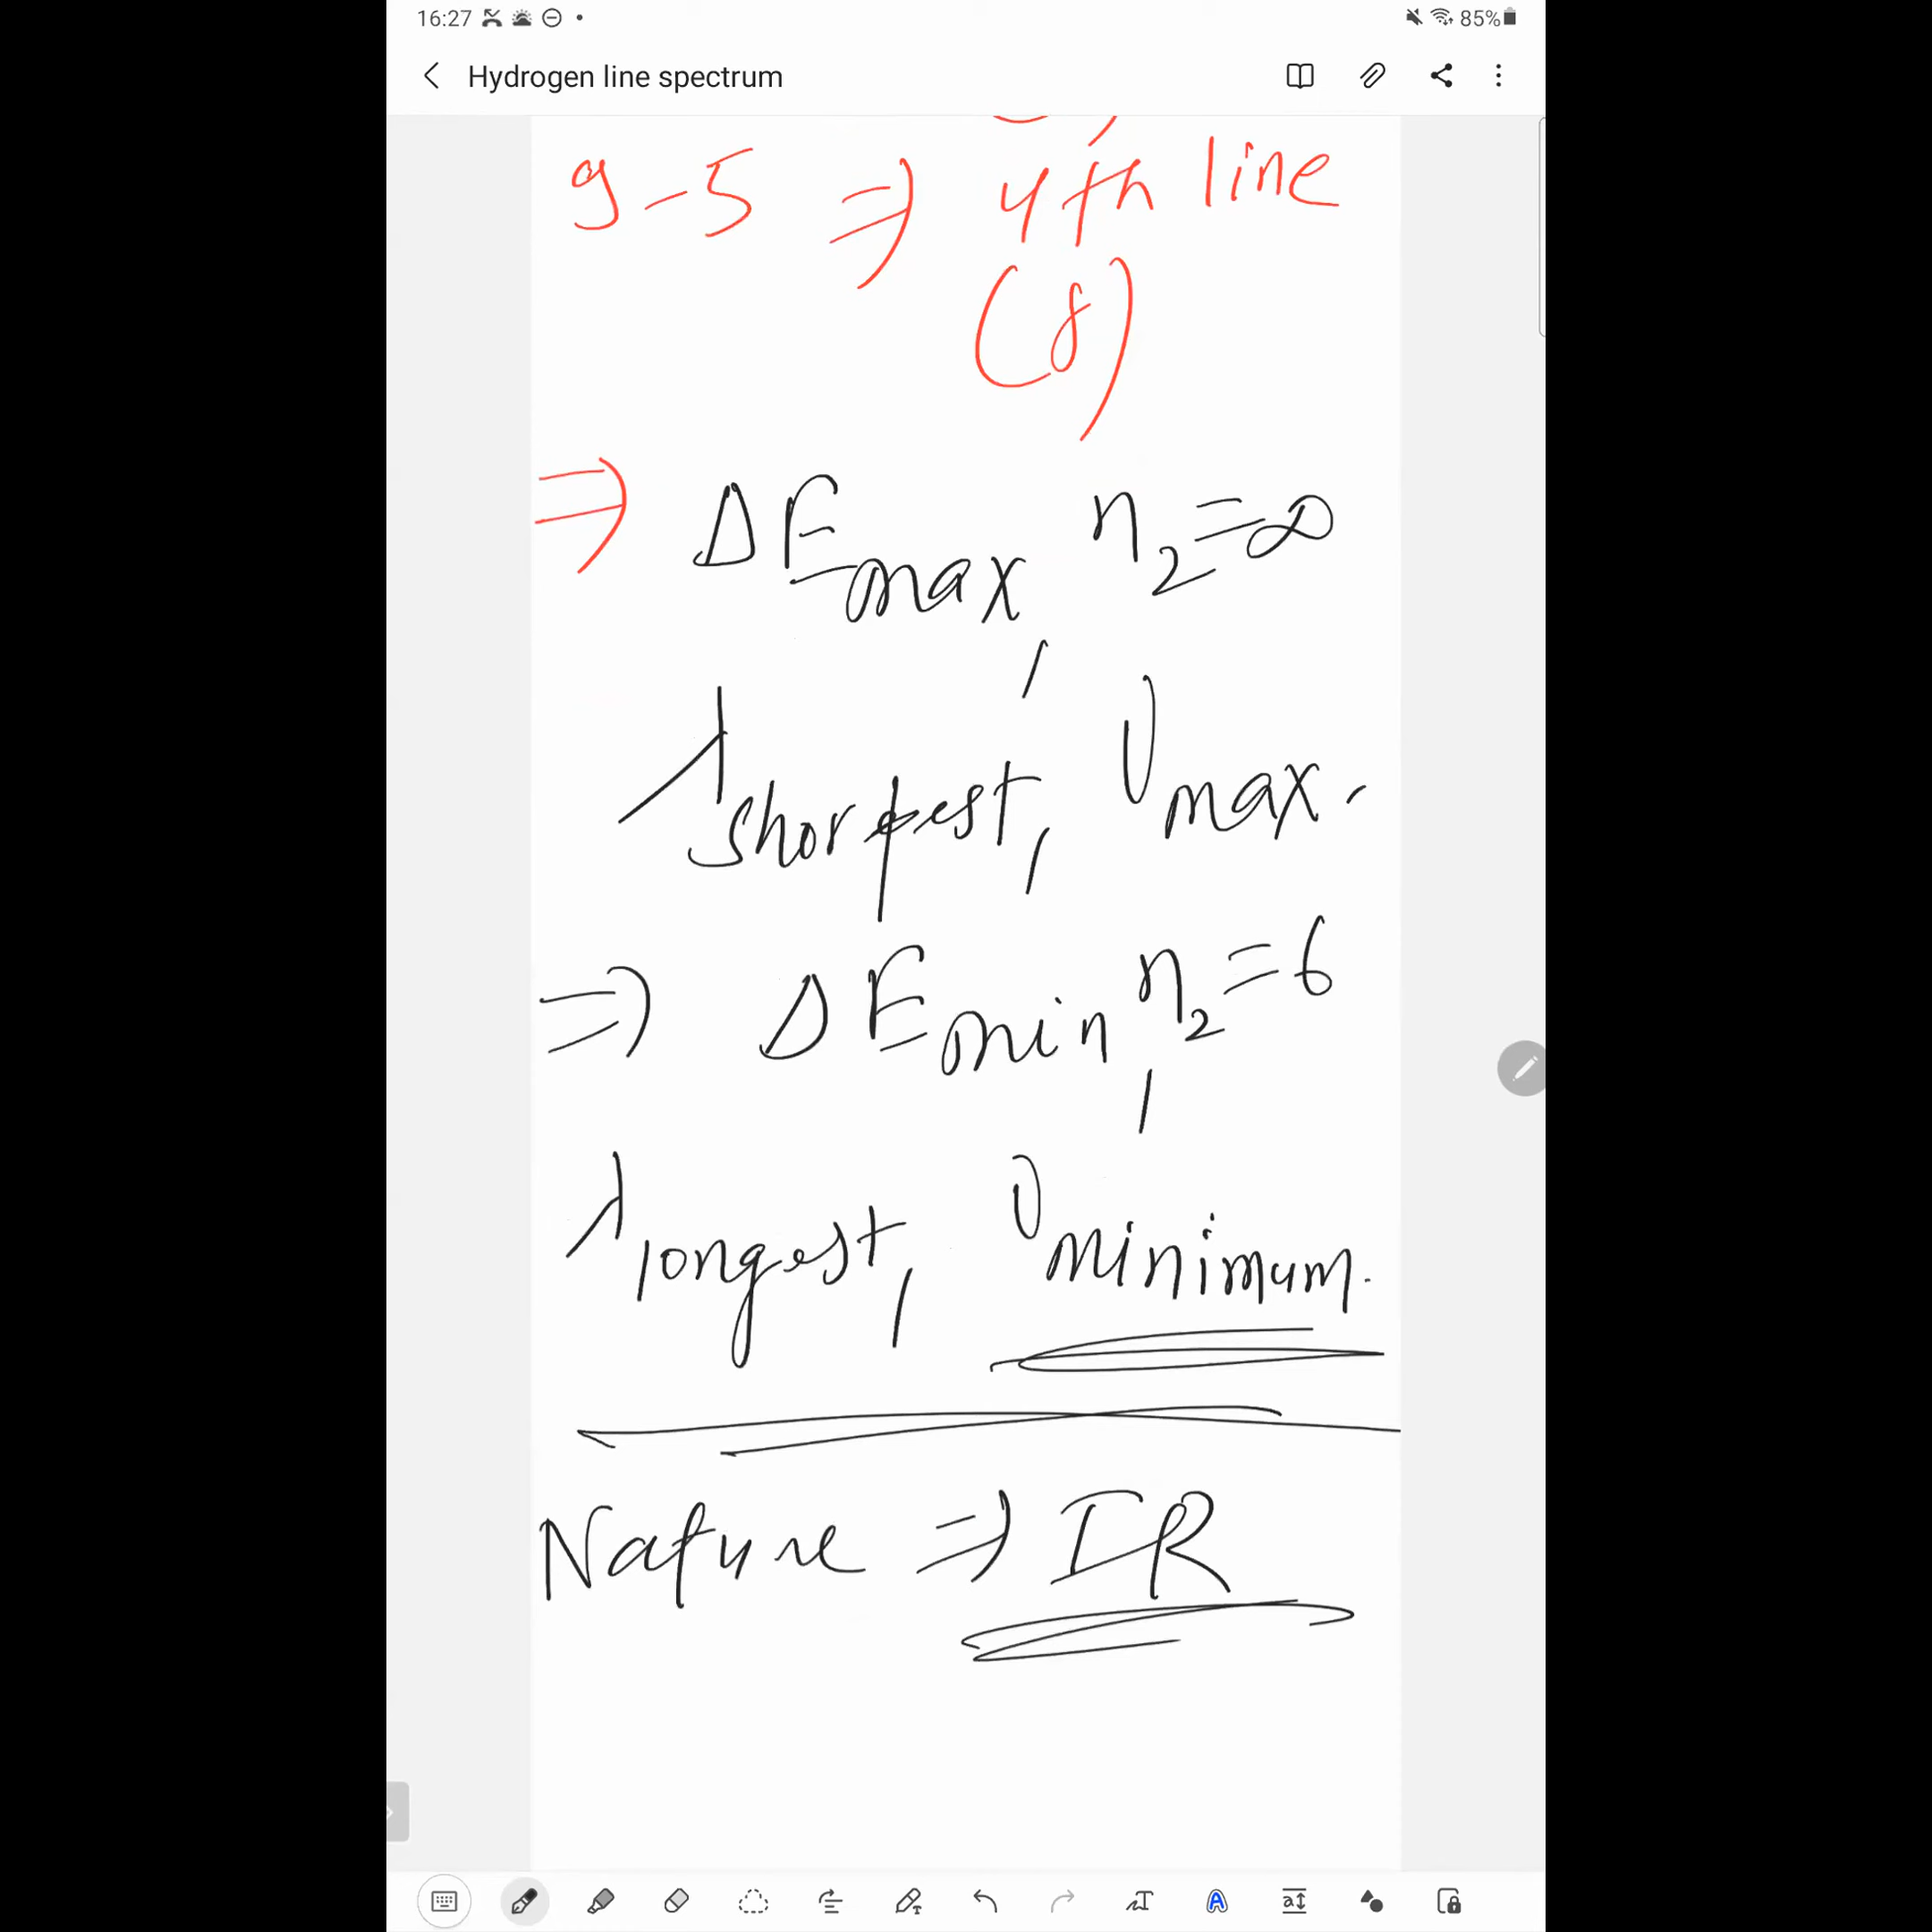 16:27 85%
Hydrogen line spectrum
9-5 ⇒ 4th line
(δ)
⇒ ΔEmax, n₂=∞
λshortest, νmax.
⇒ ΔEmin, n₂=6
λlongest, νminimum.
Nature ⇒ IR